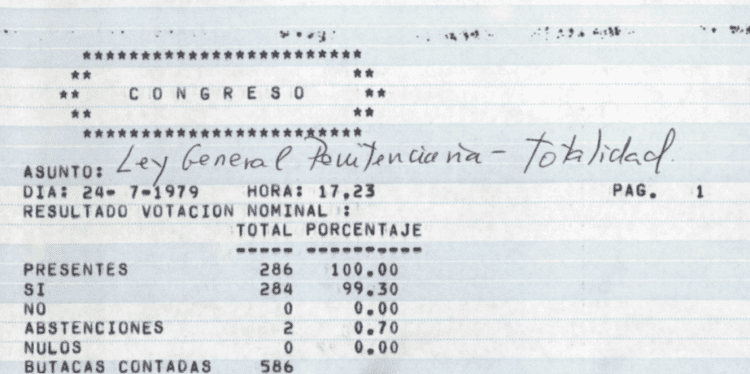 ************************
** **
** C O N G R E S O **
** **
************************
ASUNTO: Ley General Penitenciaria - Totalidad.
DIA: 24- 7-1979 HORA: 17,23 PAG. 1
RESULTADO VOTACION NOMINAL :
TOTAL PORCENTAJE
----- ----------
PRESENTES 286 100.00
SI 284 99.30
NO 0 0.00
ABSTENCIONES 2 0.70
NULOS 0 0.00
BUTACAS CONTADAS 586